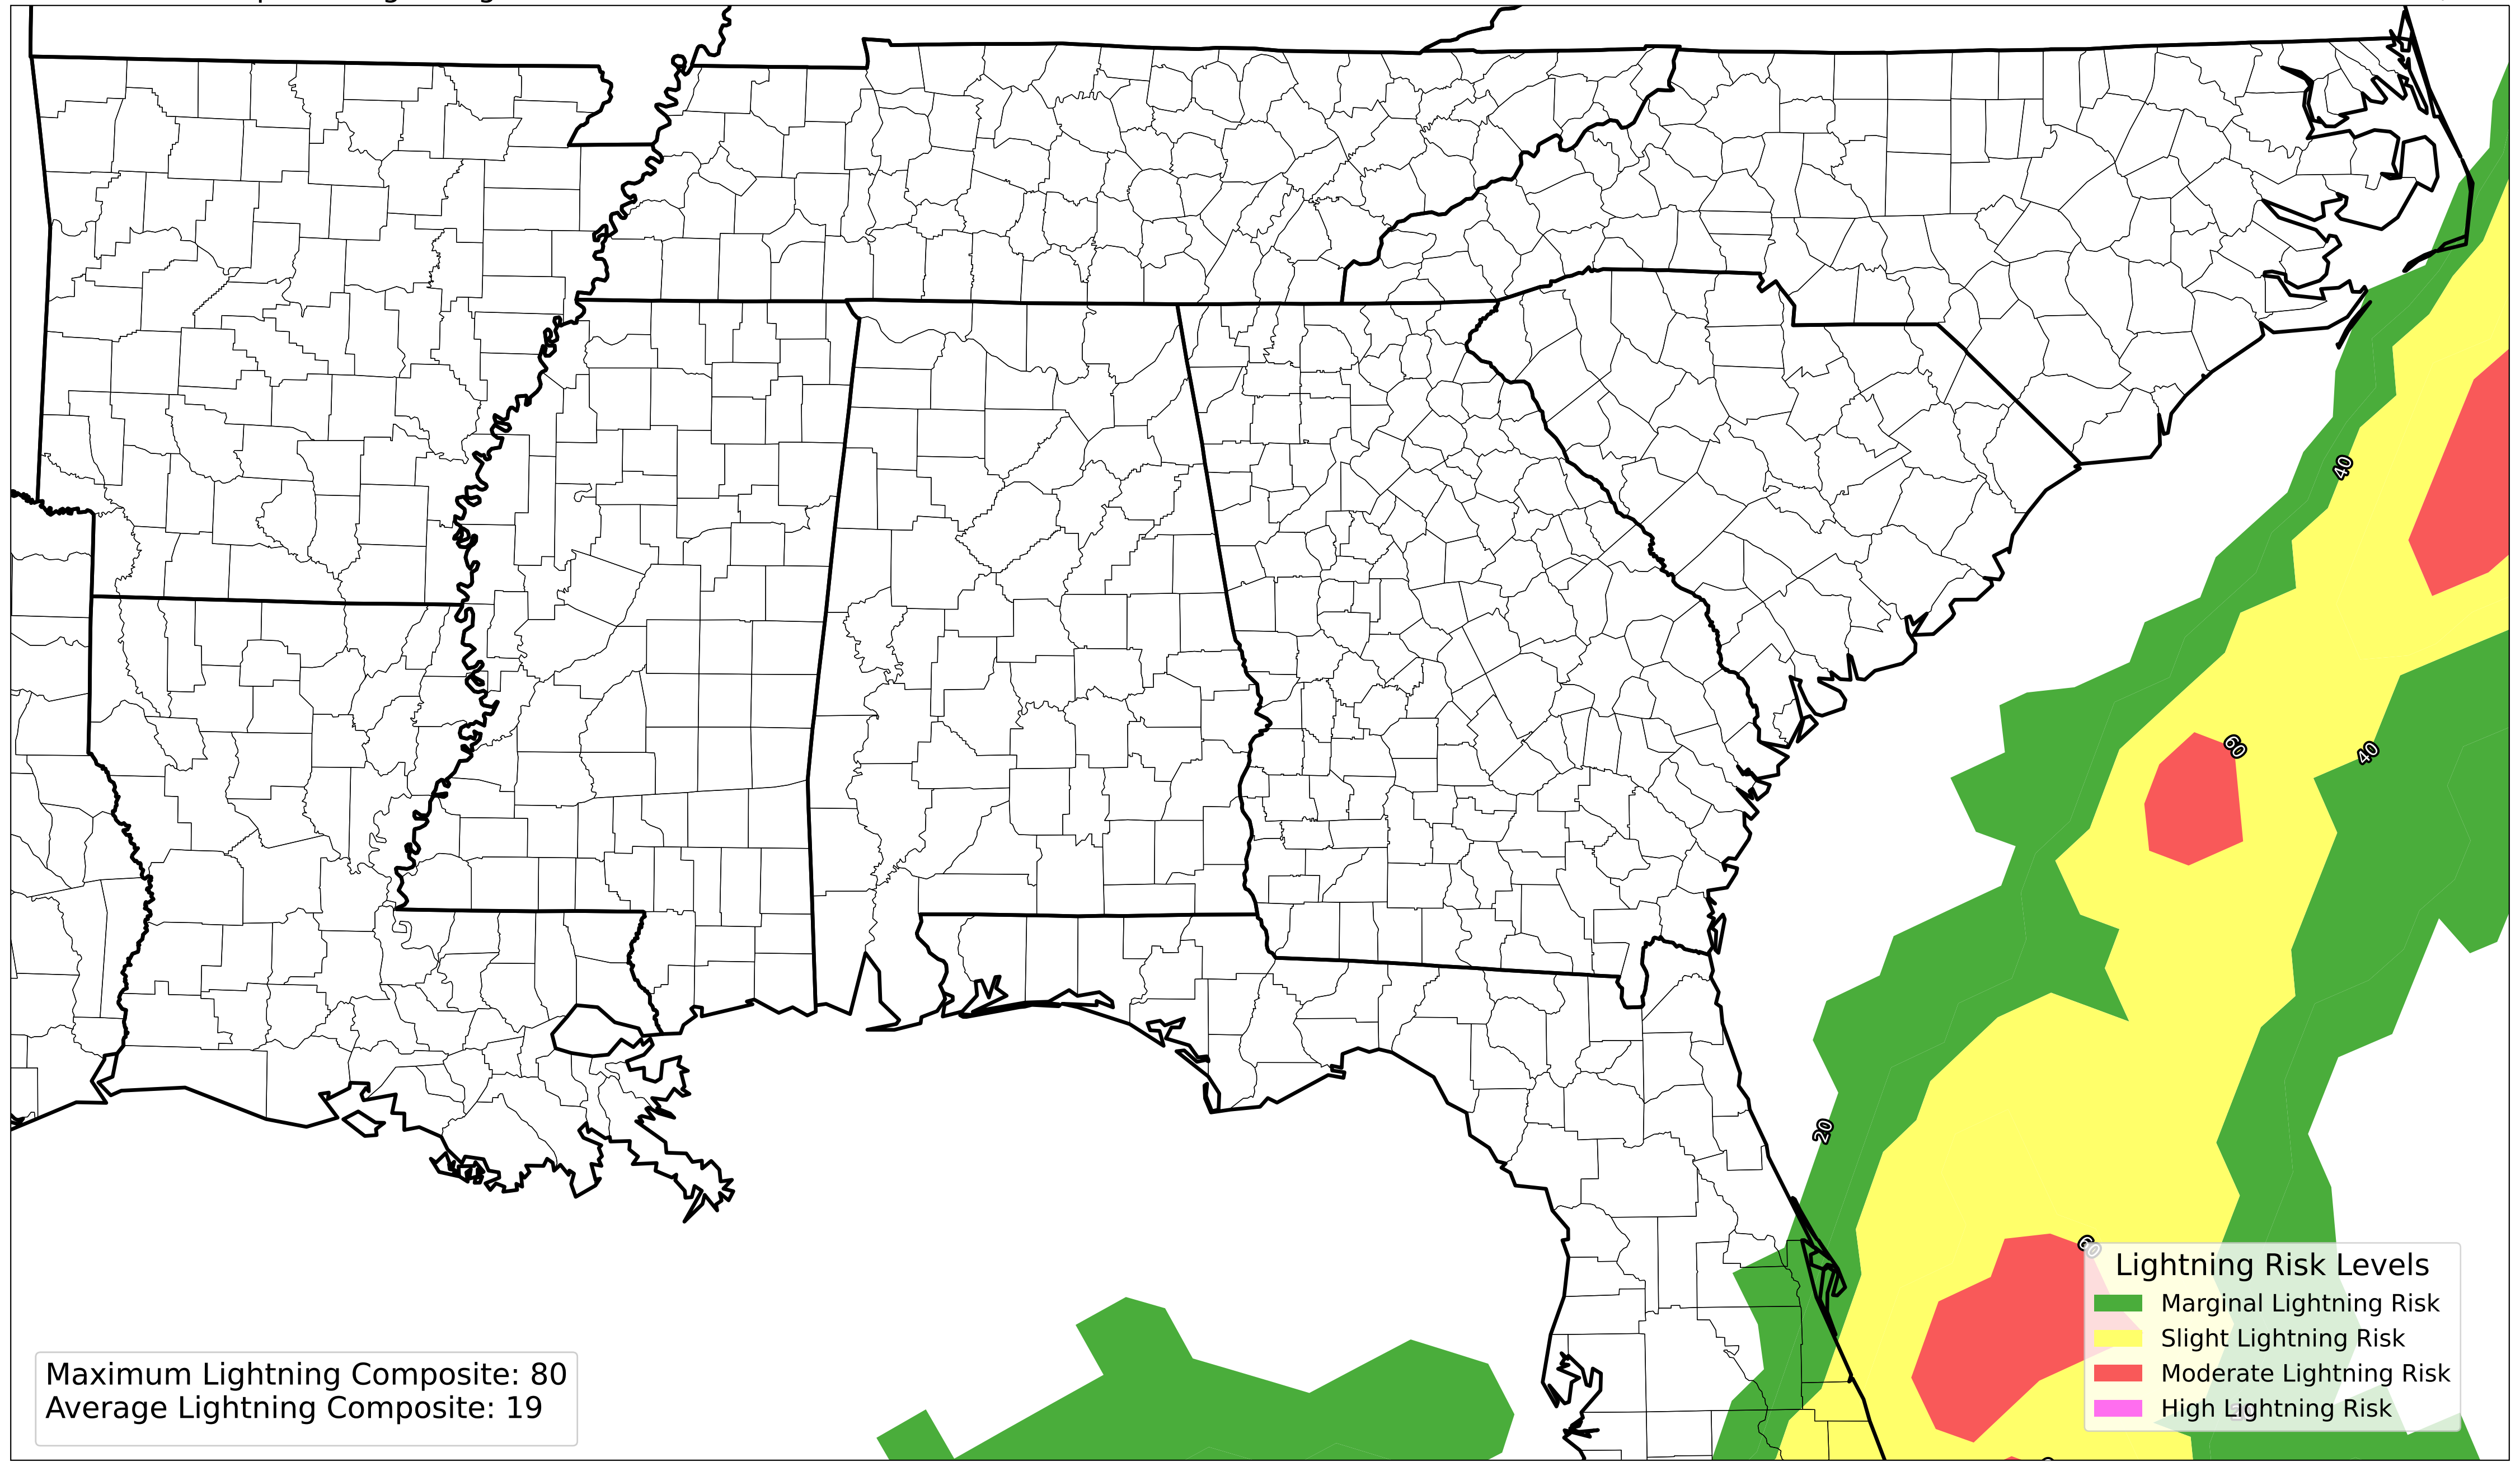 40
60
40
20
60
Lightning Risk Levels
Marginal Lightning Risk
Slight Lightning Risk
Moderate Lightning Risk
High Lightning Risk
Maximum Lightning Composite: 80
Average Lightning Composite: 19